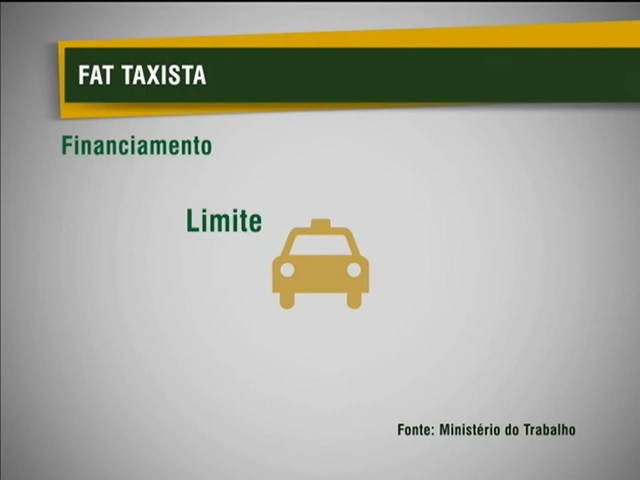 FAT TAXISTA
Financiamento
Limite
Fonte: Ministério do Trabalho